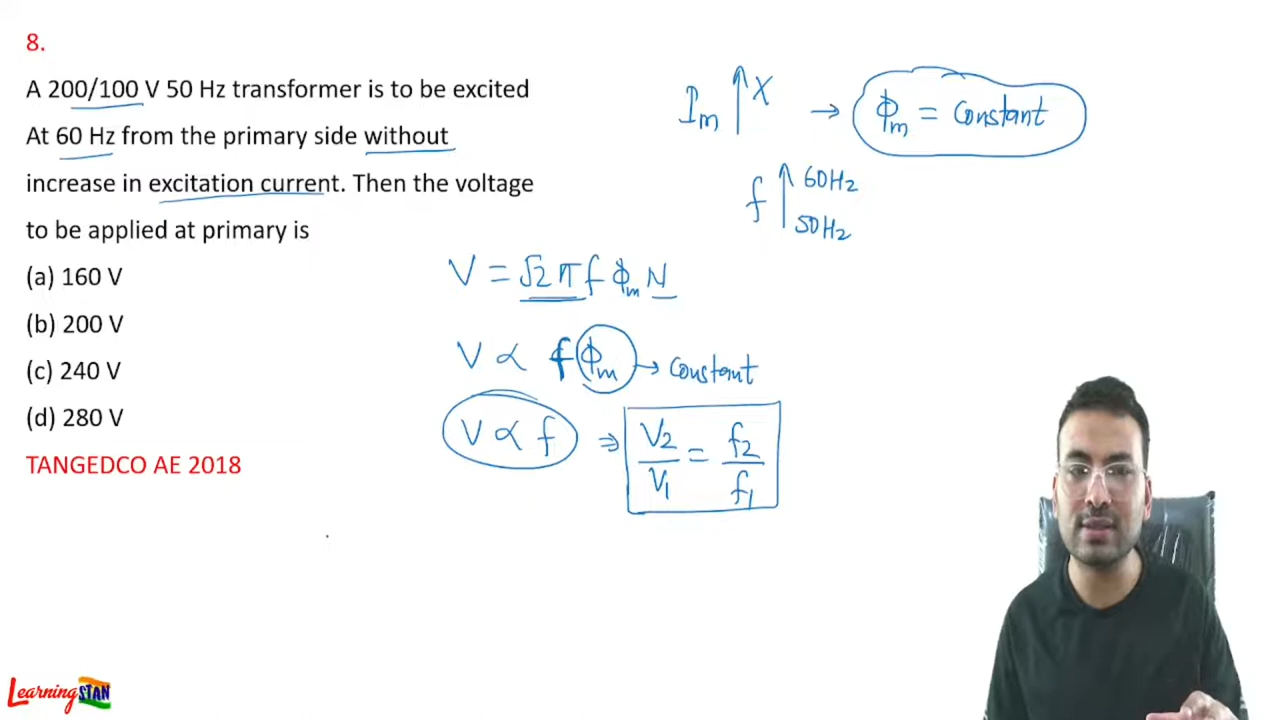 8.
A 200/100 V 50 Hz transformer is to be excited
At 60 Hz from the primary side without
increase in excitation current. Then the voltage
to be applied at primary is
(a) 160 V
(b) 200 V
(c) 240 V
(d) 280 V
TANGEDCO AE 2018
Im ↑ X → ϕm = constant
f ↑ 60Hz
50Hz
V = √2 π f ϕm N
V ∝ f ϕm → constant
V ∝ f ⇒ V2/V1 = f2/f1
LearningSTAN